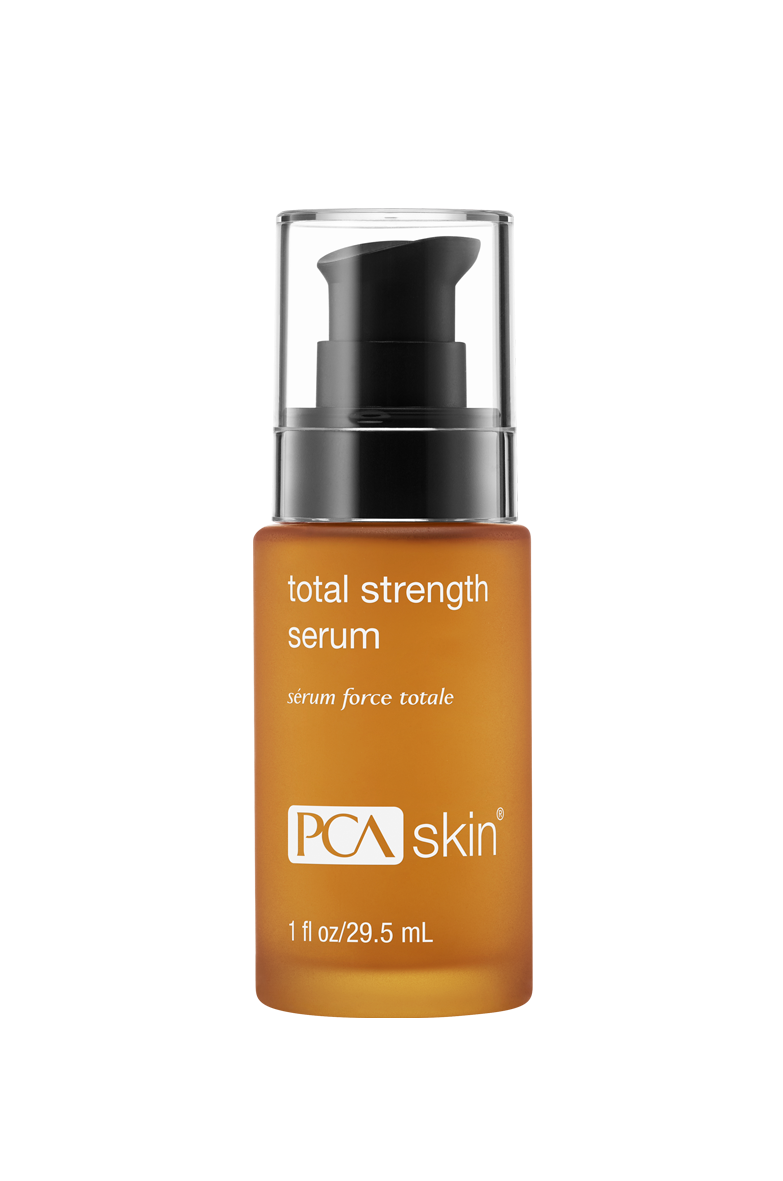 total strength
serum
sérum force totale
PCA skin®
1 fl oz/29.5 mL